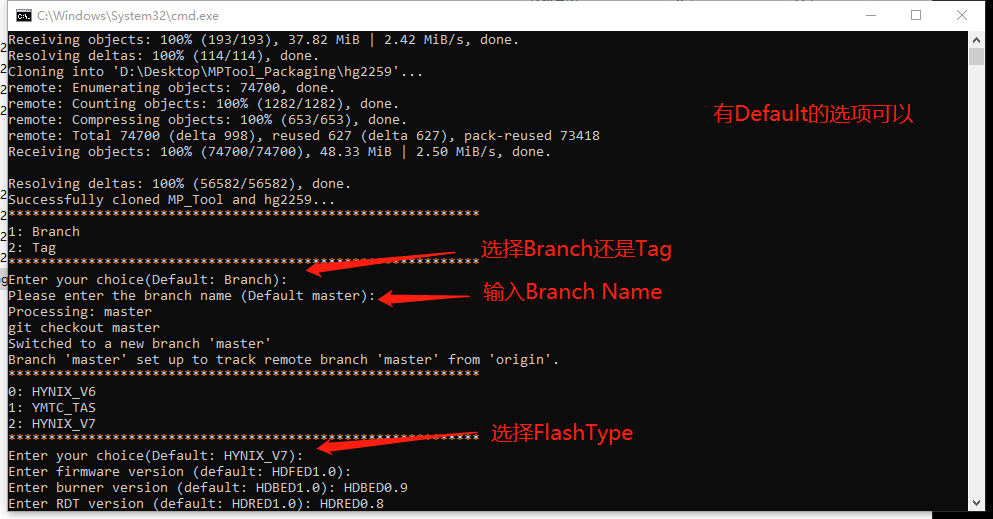 C:\Windows\System32\cmd.exe
Receiving objects: 100% (193/193), 37.82 MiB | 2.42 MiB/s, done.
Resolving deltas: 100% (114/114), done.
Cloning into 'D:\Desktop\MPTool_Packaging\hg2259'...
remote: Enumerating objects: 74700, done.
remote: Counting objects: 100% (1282/1282), done.
remote: Compressing objects: 100% (653/653), done.
有Default的选项可以
remote: Total 74700 (delta 998), reused 627 (delta 627), pack-reused 73418
Receiving objects: 100% (74700/74700), 48.33 MiB | 2.50 MiB/s, done.
Resolving deltas: 100% (56582/56582), done.
Successfully cloned MP_Tool and hg2259...
***********************************************************
1: Branch
2: Tag
选择Branch还是Tag
***********************************************************
Enter your choice(Default: Branch):
Please enter the branch name (Default master):
输入Branch Name
Processing: master
git checkout master
Switched to a new branch 'master'
Branch 'master' set up to track remote branch 'master' from 'origin'.
***********************************************************
0: HYNIX_V6
1: YMTC_TAS
2: HYNIX_V7
***********************************************************
选择FlashType
Enter your choice(Default: HYNIX_V7):
Enter firmware version (default: HDFED1.0):
Enter burner version (default: HDBED1.0): HDBED0.9
Enter RDT version (default: HDRED1.0): HDRED0.8